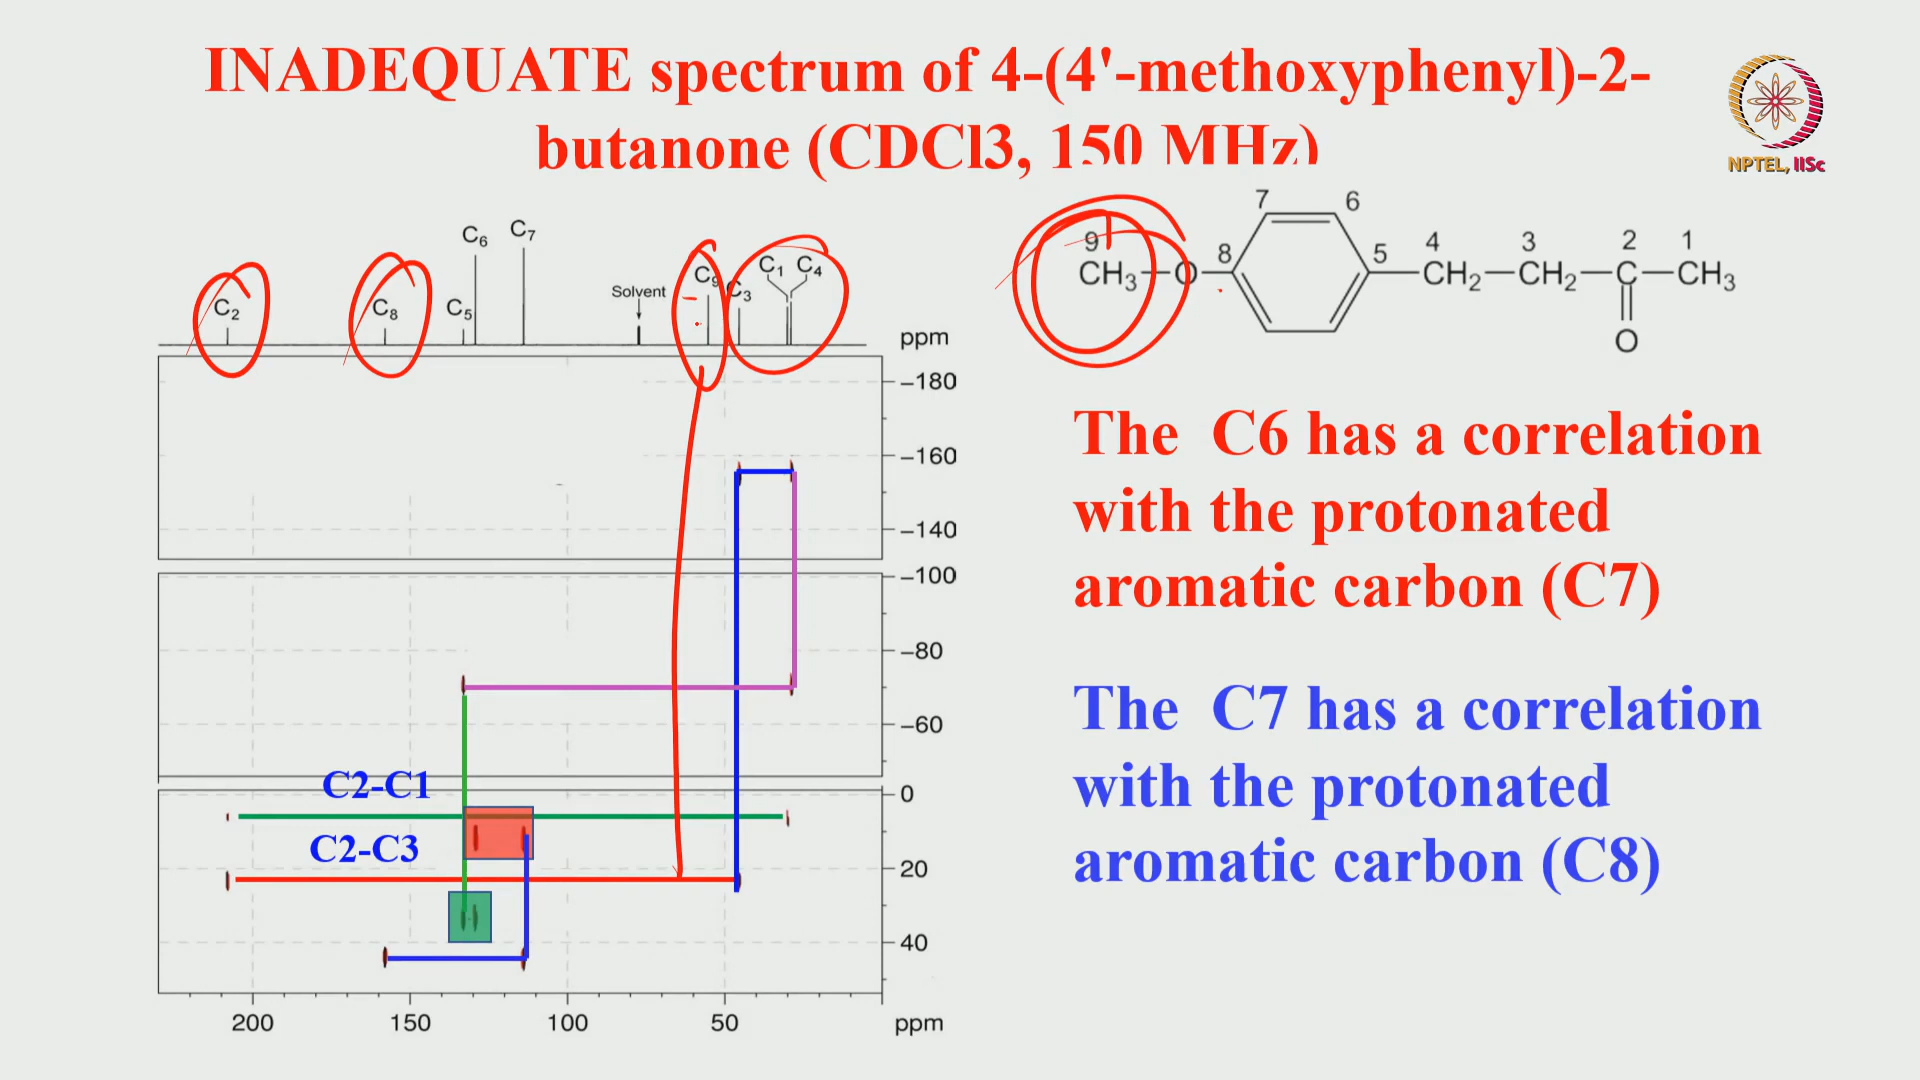 INADEQUATE spectrum of 4-(4'-methoxyphenyl)-2-
butanone (CDCl3, 150 MHz)
NPTEL, IISc
C2
C8
C5
C6
C7
Solvent
C9
C3
C1
C4
ppm
-180
-160
-140
-100
-80
-60
0
20
40
C2-C1
C2-C3
200 150 100 50 ppm
7 6
9 8 5 4 3 2 1
CH3-O CH2-CH2-C-CH3
O
The C6 has a correlation
with the protonated
aromatic carbon (C7)
The C7 has a correlation
with the protonated
aromatic carbon (C8)